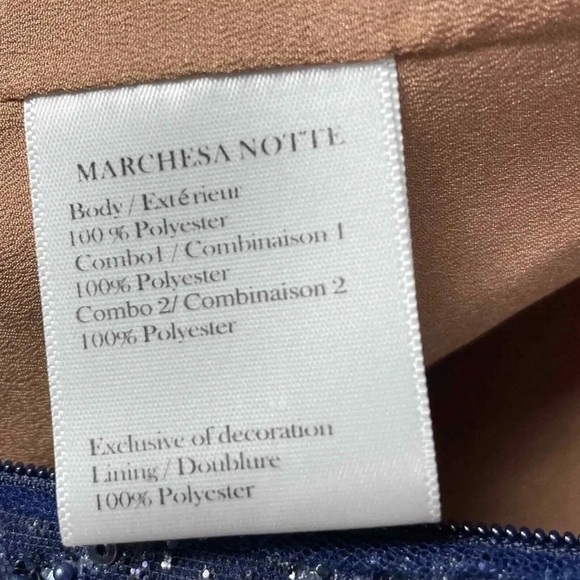 MARCHESA NOTTE
Body / Extérieur
100 % Polyester
Combo1 / Combinaison 1
100% Polyester
Combo 2/ Combinaison 2
100% Polyester
Exclusive of decoration
Lining / Doublure
100% Polyester